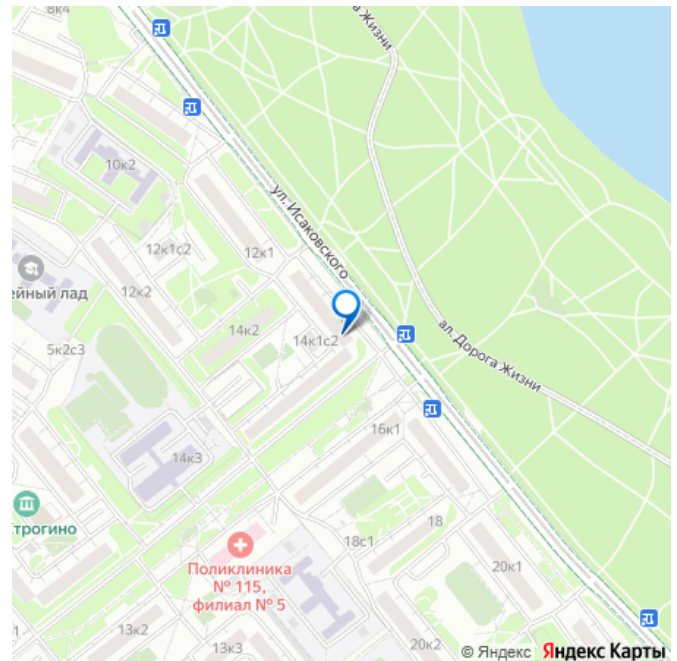 8к4
а Жизни
10к2
ул. Исаковского
12к1с2
12к1
ейный лад
12к2
14к2
14к1с2
5к2с3
ал. Дорога Жизни
16к1
14к3
трогино
18
18с1
Поликлиника
№ 115,
филиал № 5
20к1
13к2
13к3
20к2
© Яндекс Яндекс Карты